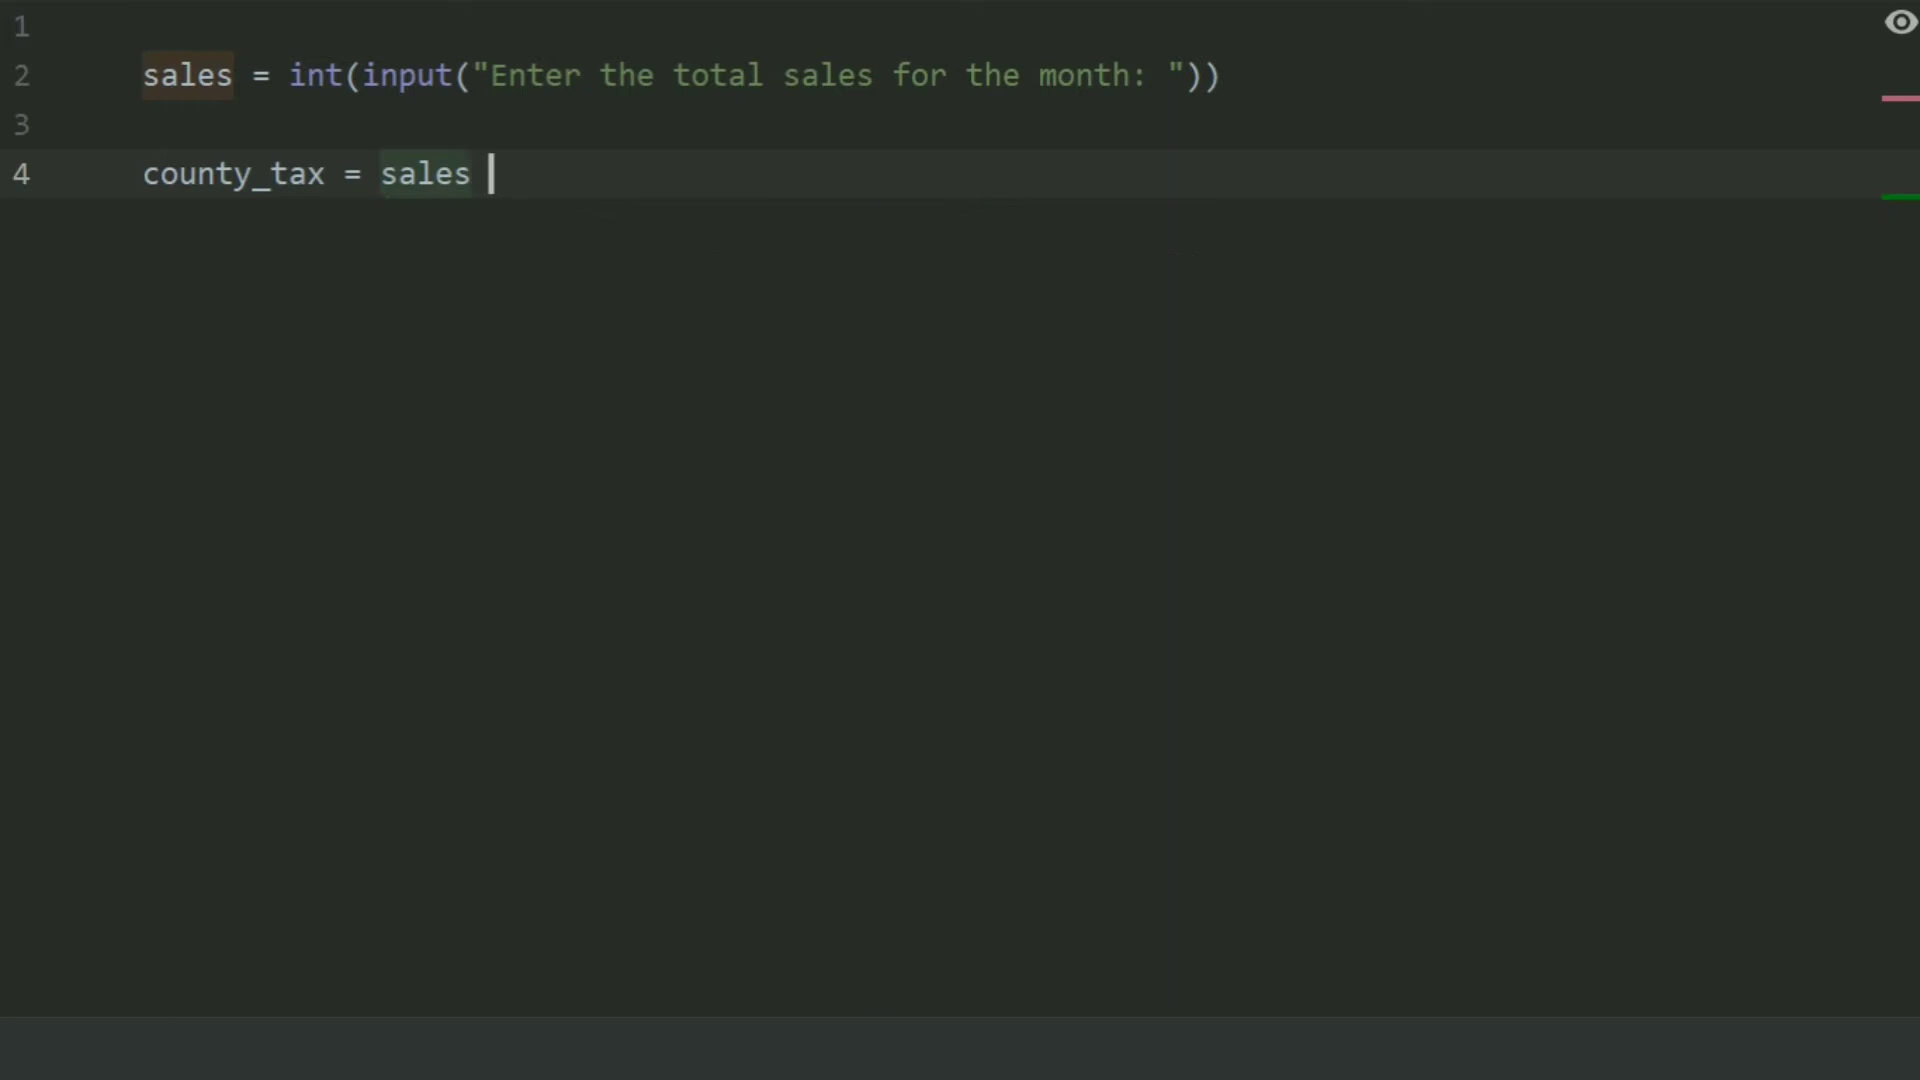 1
2 sales = int(input("Enter the total sales for the month: "))
3
4 county_tax = sales